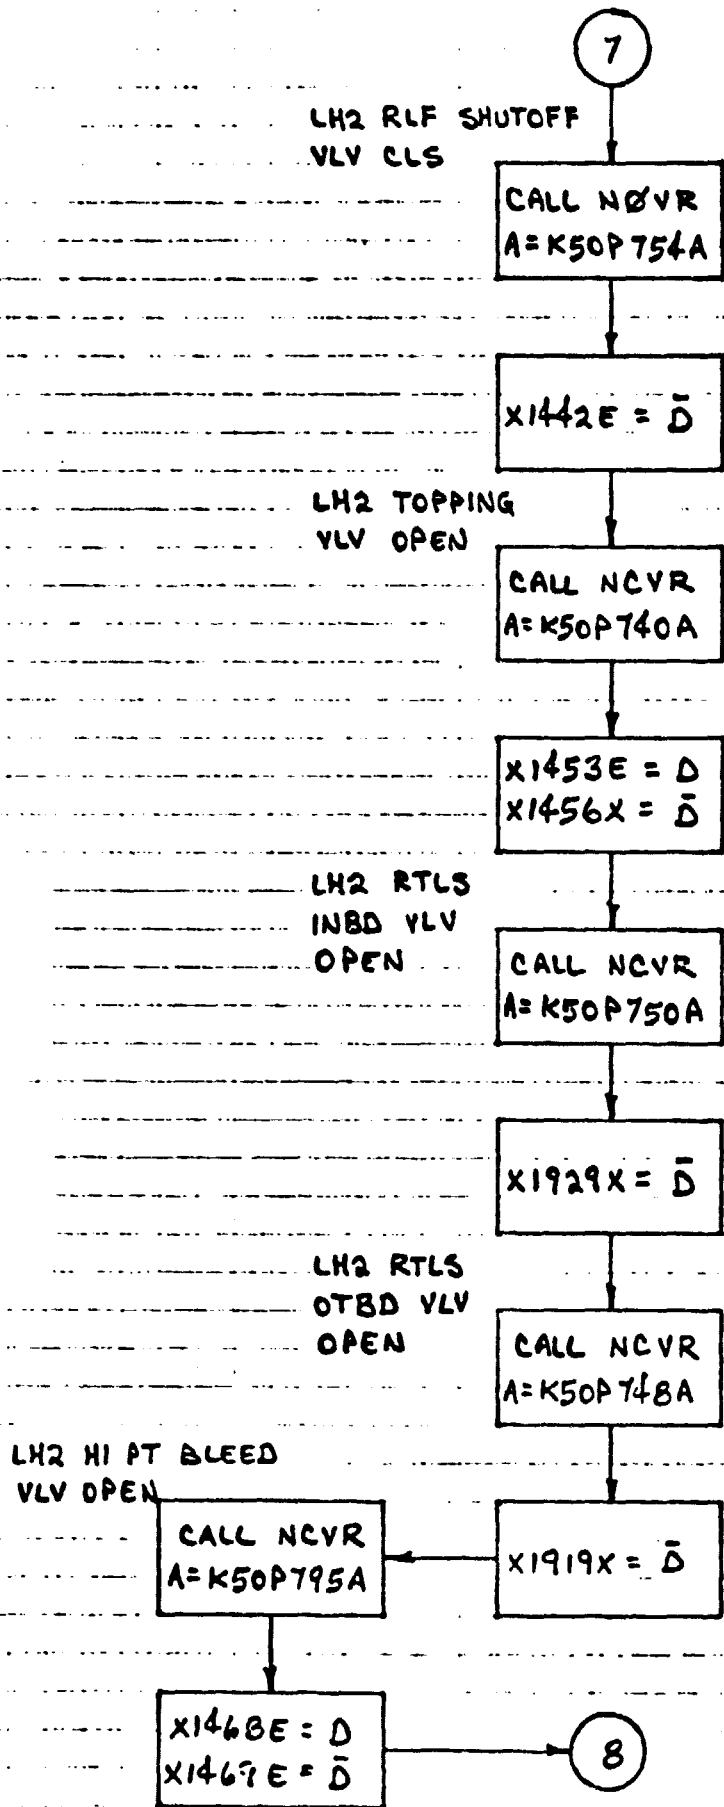 7
LH2 RLF SHUTOFF
VLV CLS
CALL NØVR
A=K50P754A
X1442E = D̄
LH2 TOPPING
VLV OPEN
CALL NCVR
A=K50P740A
X1453E = D
X1456X = D̄
LH2 RTLS
INBD VLV
OPEN
CALL NCVR
A=K50P750A
X1929X = D̄
LH2 RTLS
OTBD VLV
OPEN
CALL NCVR
A=K50P748A
X1919X = D̄
LH2 HI PT BLEED
VLV OPEN
CALL NCVR
A=K50P795A
X1468E = D
X1467E = D̄
8